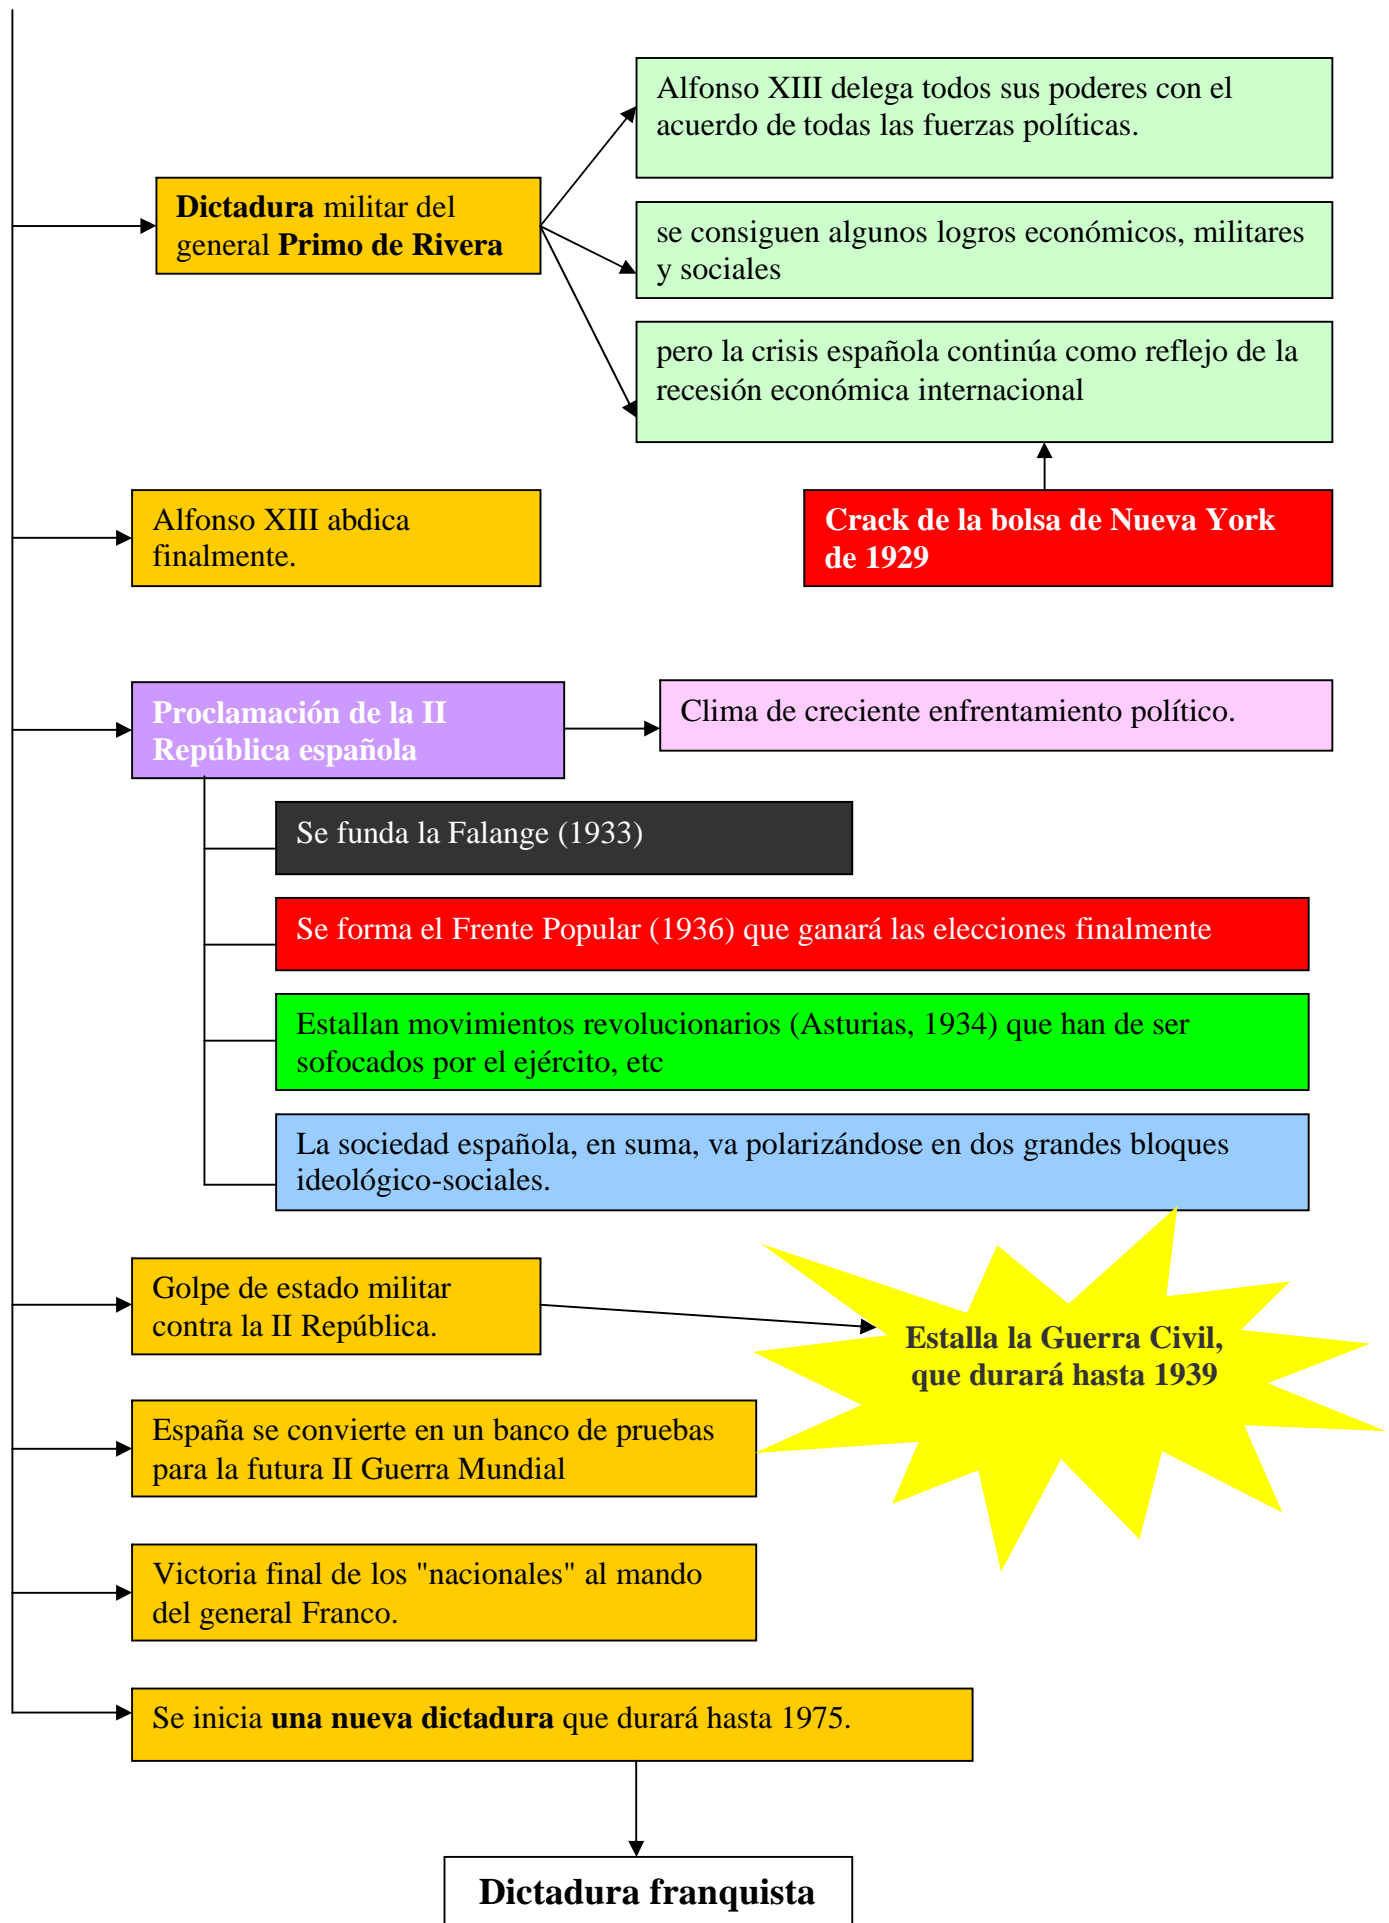 Alfonso XIII delega todos sus poderes con el
acuerdo de todas las fuerzas políticas.
Dictadura militar del
general Primo de Rivera
se consiguen algunos logros económicos, militares
y sociales
pero la crisis española continúa como reflejo de la
recesión económica internacional
Alfonso XIII abdica
finalmente.
Crack de la bolsa de Nueva York
de 1929
Proclamación de la II
República española
Clima de creciente enfrentamiento político.
Se funda la Falange (1933)
Se forma el Frente Popular (1936) que ganará las elecciones finalmente
Estallan movimientos revolucionarios (Asturias, 1934) que han de ser
sofocados por el ejército, etc
La sociedad española, en suma, va polarizándose en dos grandes bloques
ideológico-sociales.
Golpe de estado militar
contra la II República.
Estalla la Guerra Civil,
que durará hasta 1939
España se convierte en un banco de pruebas
para la futura II Guerra Mundial
Victoria final de los "nacionales" al mando
del general Franco.
Se inicia una nueva dictadura que durará hasta 1975.
Dictadura franquista